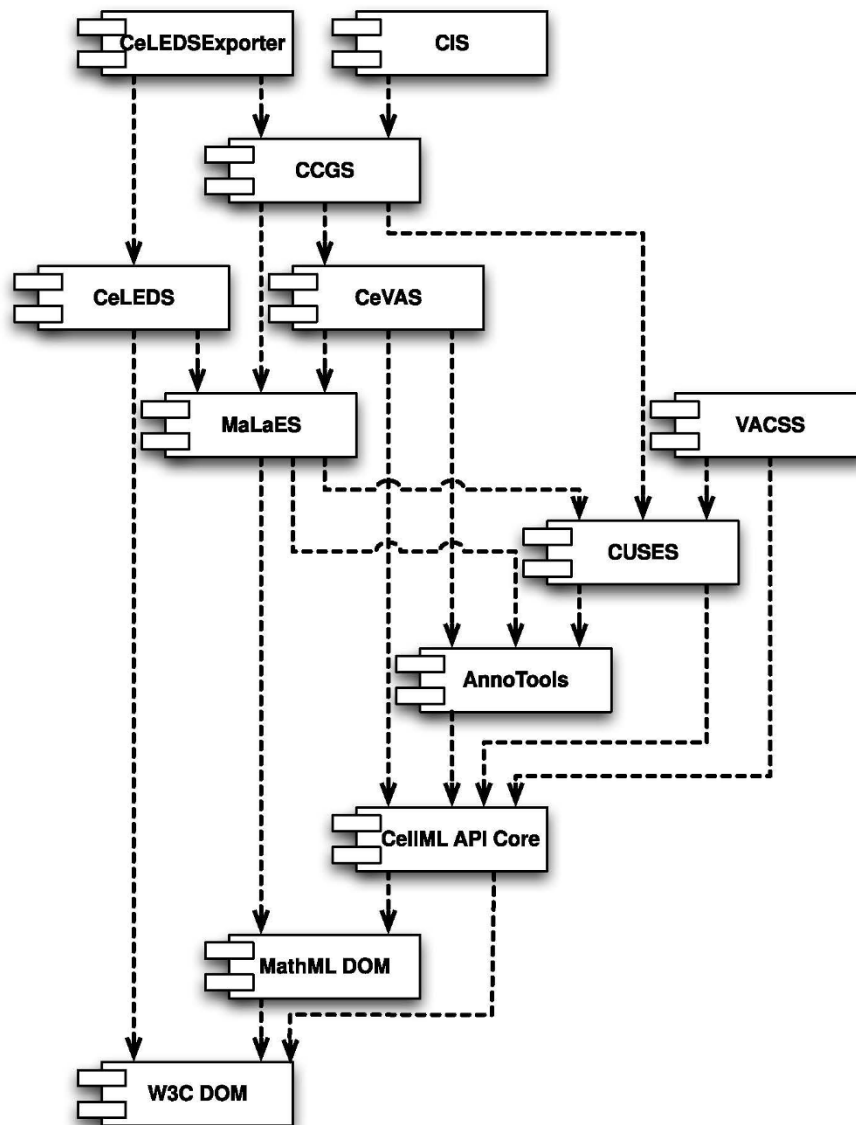 CeLEDSExporter
CIS
CCGS
CeLEDS
CeVAS
MaLaES
VACSS
CUSES
AnnoTools
CellML API Core
MathML DOM
W3C DOM